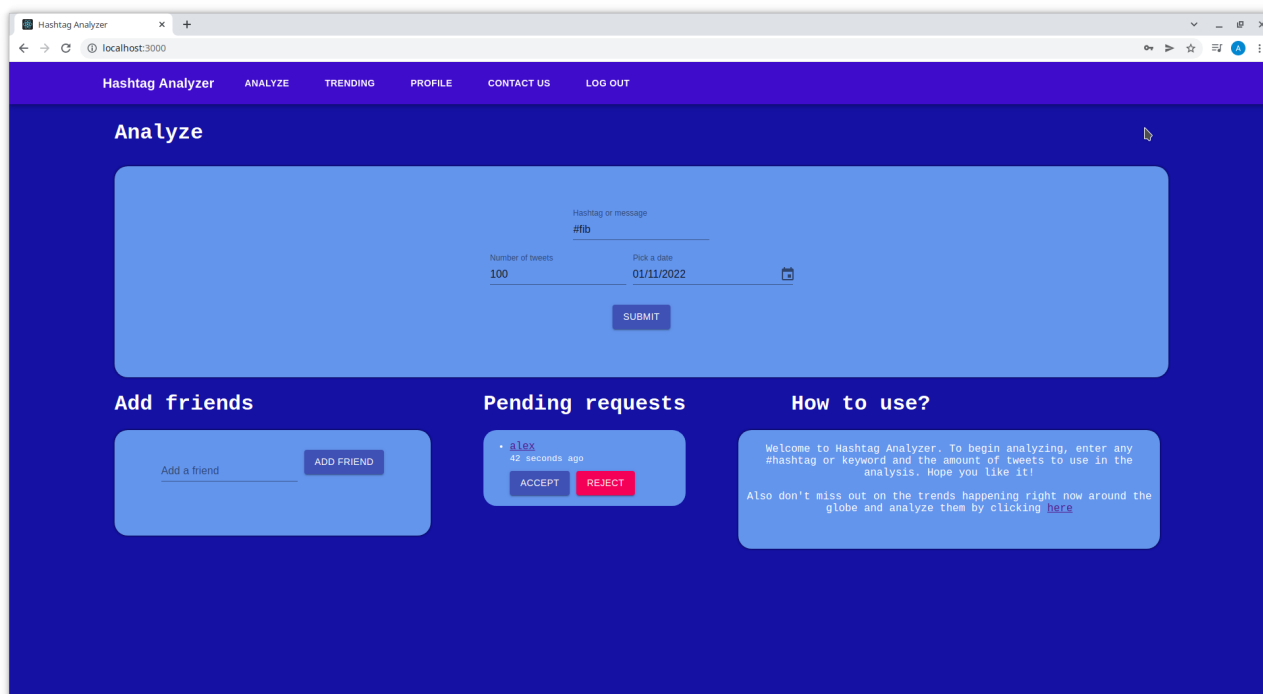 Hashtag Analyzer
localhost:3000
A
Hashtag Analyzer ANALYZE TRENDING PROFILE CONTACT US LOG OUT
Analyze
Hashtag or message
#fib
Number of tweets Pick a date
100 01/11/2022
SUBMIT
Add friends
Add a friend ADD FRIEND
Pending requests
alex
42 seconds ago
ACCEPT REJECT
How to use?
Welcome to Hashtag Analyzer. To begin analyzing, enter any
#hashtag or keyword and the amount of tweets to use in the
analysis. Hope you like it!
Also don't miss out on the trends happening right now around the
globe and analyze them by clicking here